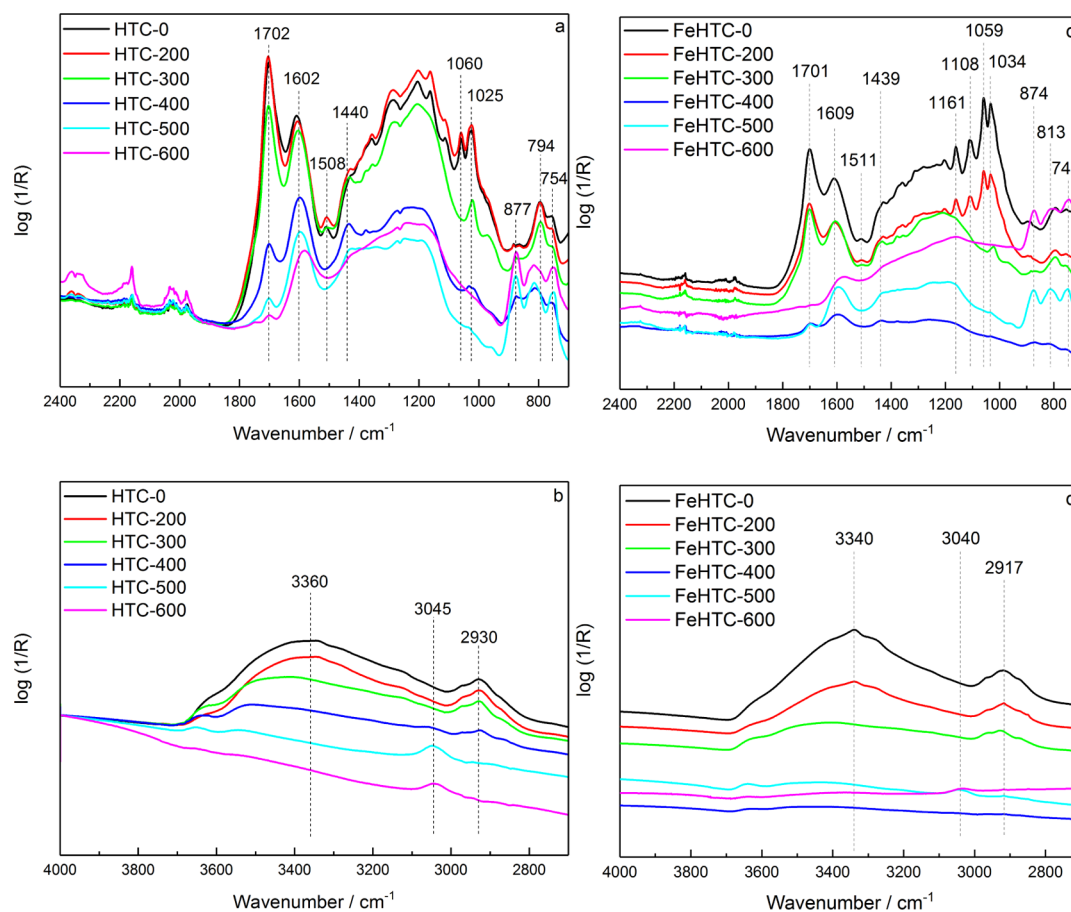 HTC-0
HTC-200
HTC-300
HTC-400
HTC-500
HTC-600
a
1702
1602
1508
1440
1060
1025
877
794
754
log (1/R)
2400 2200 2000 1800 1600 1400 1200 1000 800
Wavenumber / cm⁻¹
FeHTC-0
FeHTC-200
FeHTC-300
FeHTC-400
FeHTC-500
FeHTC-600
1701
1609
1511
1439
1161
1108
1059
1034
874
813
log (1/R)
2400 2200 2000 1800 1600 1400 1200 1000
Wavenumber / cm⁻¹
HTC-0
HTC-200
HTC-300
HTC-400
HTC-500
HTC-600
b
3360
3045
2930
log (1/R)
4000 3800 3600 3400 3200 3000 2800
Wavenumber / cm⁻¹
FeHTC-0
FeHTC-200
FeHTC-300
FeHTC-400
FeHTC-500
FeHTC-600
3340
3040
2917
log (1/R)
4000 3800 3600 3400 3200 3000 2800
Wavenumber / cm⁻¹